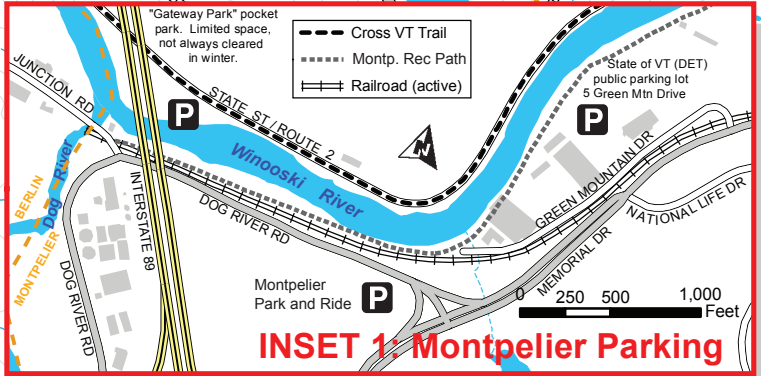 "Gateway Park" pocket
park. Limited space,
not always cleared
in winter.
Cross VT Trail
Montp. Rec Path
Railroad (active)
State of VT (DET)
public parking lot
5 Green Mtn Drive
JUNCTION RD
P
STATE ST / ROUTE 2
P
N
Winooski River
GREEN MOUNTAIN DR
BERLIN
MONTPELIER
Dog River
INTERSTATE 89
DOG RIVER RD
NATIONAL LIFE DR
MEMORIAL DR
DOG RIVER RD
Montpelier
Park and Ride
P
0 250 500 1,000
Feet
INSET 1: Montpelier Parking